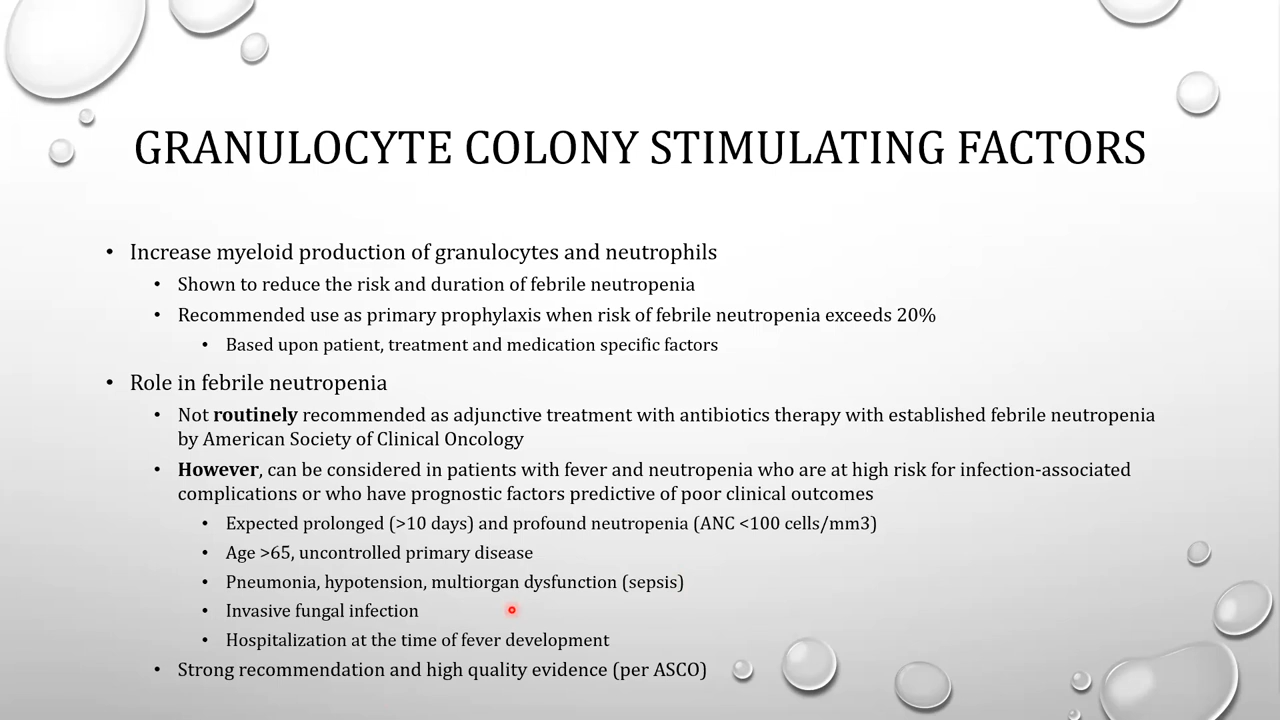 GRANULOCYTE COLONY STIMULATING FACTORS
• Increase myeloid production of granulocytes and neutrophils
• Shown to reduce the risk and duration of febrile neutropenia
• Recommended use as primary prophylaxis when risk of febrile neutropenia exceeds 20%
• Based upon patient, treatment and medication specific factors
• Role in febrile neutropenia
• Not routinely recommended as adjunctive treatment with antibiotics therapy with established febrile neutropenia
by American Society of Clinical Oncology
• However, can be considered in patients with fever and neutropenia who are at high risk for infection-associated
complications or who have prognostic factors predictive of poor clinical outcomes
• Expected prolonged (>10 days) and profound neutropenia (ANC <100 cells/mm3)
• Age >65, uncontrolled primary disease
• Pneumonia, hypotension, multiorgan dysfunction (sepsis)
• Invasive fungal infection
• Hospitalization at the time of fever development
• Strong recommendation and high quality evidence (per ASCO)